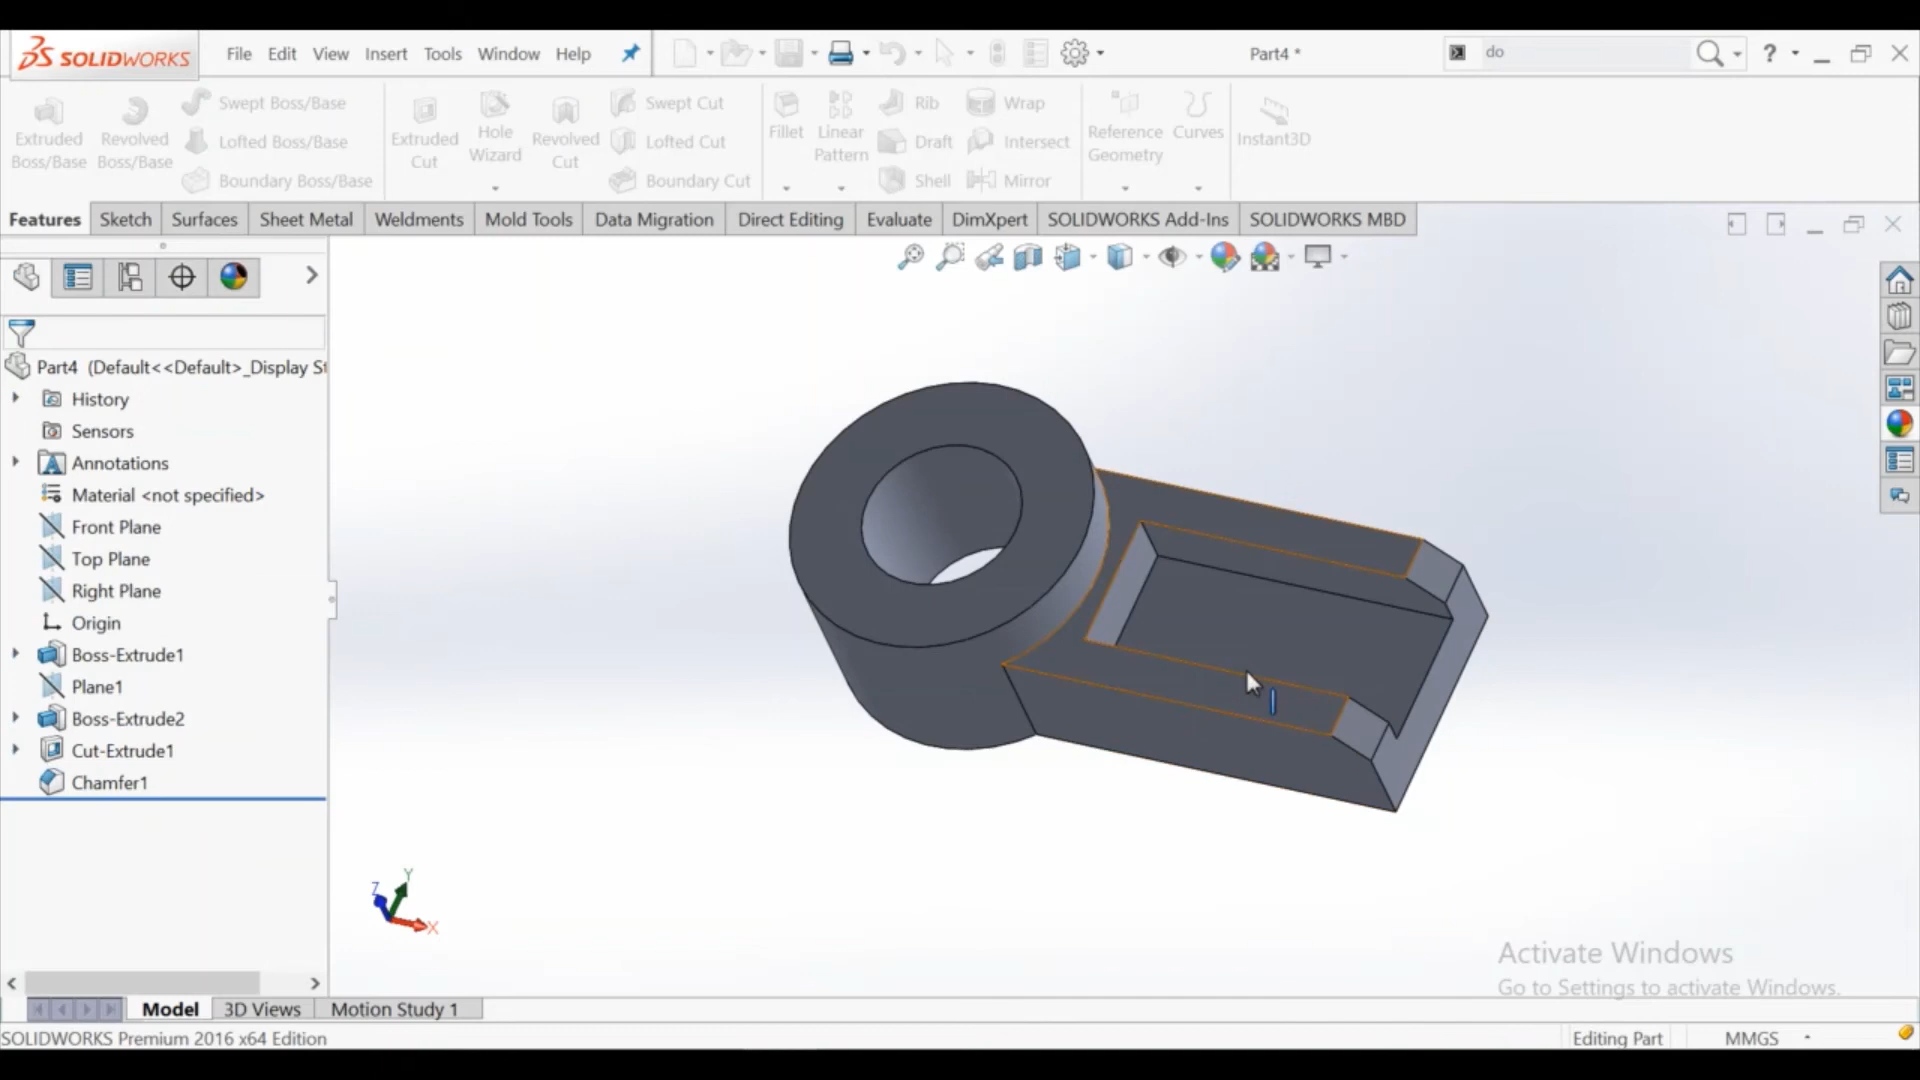 SOLIDWORKS File Edit View Insert Tools Window Help Part4 * do ?
Extruded Boss/Base
Revolved Boss/Base
Swept Boss/Base
Lofted Boss/Base
Boundary Boss/Base
Extruded Cut
Hole Wizard
Revolved Cut
Swept Cut
Lofted Cut
Boundary Cut
Fillet
Linear Pattern
Rib
Draft
Shell
Wrap
Intersect
Mirror
Reference Geometry
Curves
Instant3D
Features Sketch Surfaces Sheet Metal Weldments Mold Tools Data Migration Direct Editing Evaluate DimXpert SOLIDWORKS Add-Ins SOLIDWORKS MBD
Part4 (Default<<Default>_Display St
History
Sensors
Annotations
Material <not specified>
Front Plane
Top Plane
Right Plane
Origin
Boss-Extrude1
Plane1
Boss-Extrude2
Cut-Extrude1
Chamfer1
Y
Z
X
Activate Windows
Go to Settings to activate Windows.
Model 3D Views Motion Study 1
SOLIDWORKS Premium 2016 x64 Edition Editing Part MMGS